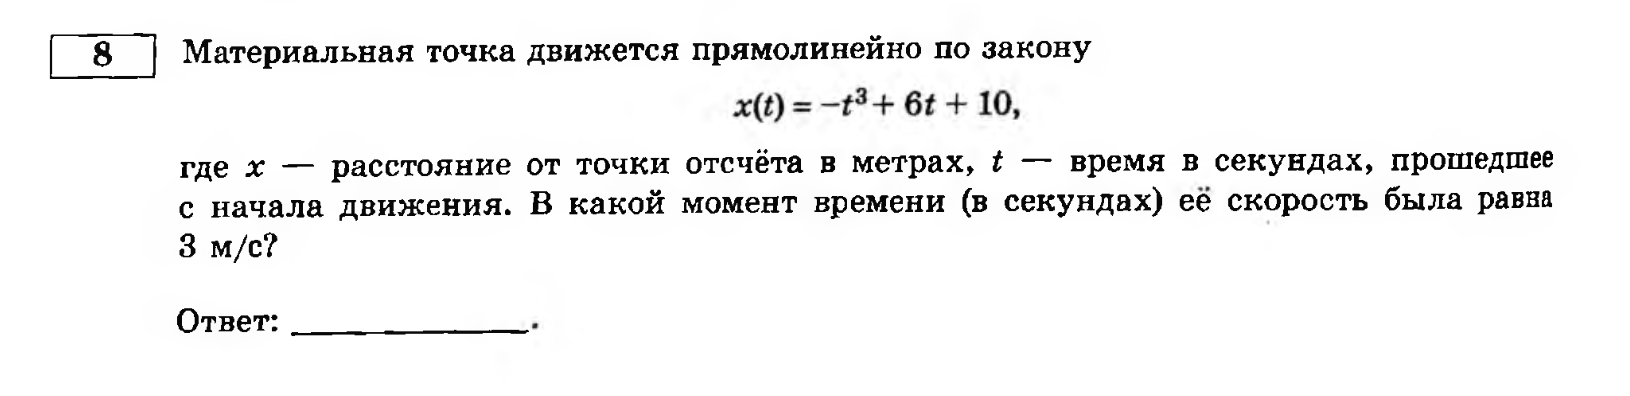 8 Материальная точка движется прямолинейно по закону
x(t) = −t³ + 6t + 10,
где x — расстояние от точки отсчёта в метрах, t — время в секундах, прошедшее
с начала движения. В какой момент времени (в секундах) её скорость была равна
3 м/с?
Ответ: ____________.